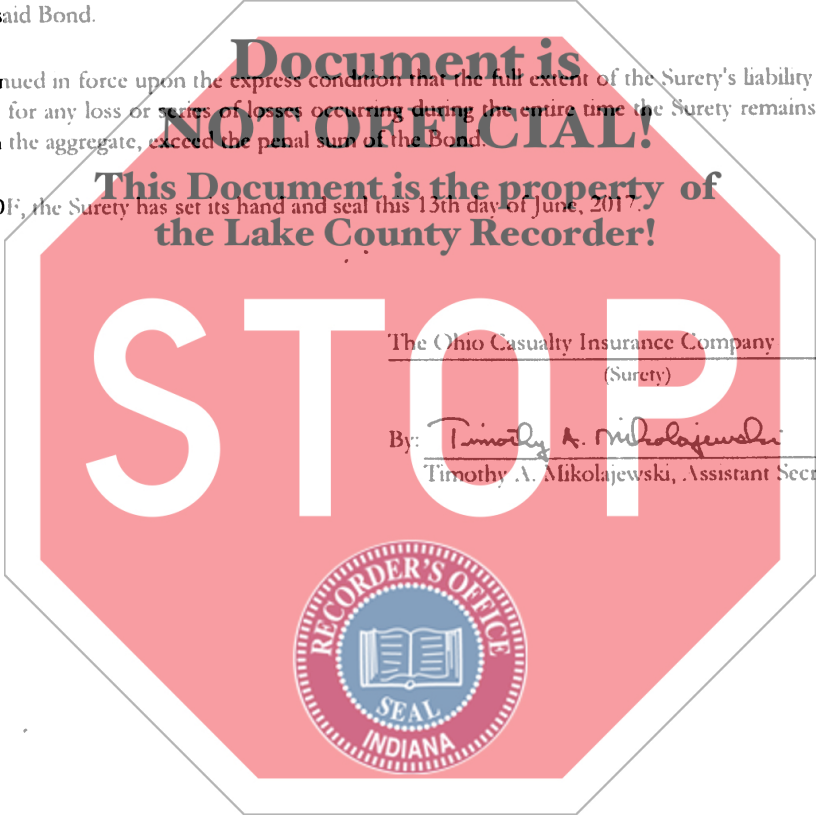 said Bond.
Document is
nued in force upon the express condition that the full extent of the Surety's liability
for any loss or series of losses occurring during the entire time the Surety remains
NOT OFFICIAL!
the aggregate, exceed the penal sum of the Bond.
This Document is the property of
OF, the Surety has set its hand and seal this 13th day of June, 2017.
the Lake County Recorder!
STOP
The Ohio Casualty Insurance Company
(Surety)
By: Timothy A. Mikolajewski
Timothy A. Mikolajewski, Assistant Secr
RECORDER'S OFFICE
SEAL
INDIANA